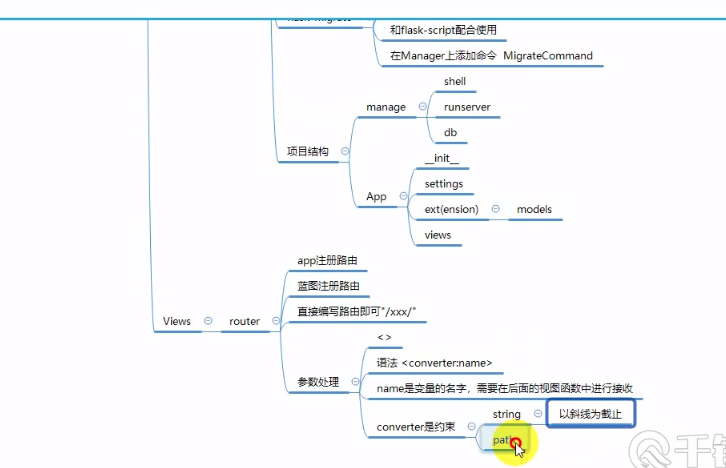 和flask-script配合使用
在Manager上添加命令 MigrateCommand
shell
manage
runserver
db
项目结构
__init__
settings
App
ext(ension)
models
views
app注册路由
蓝图注册路由
直接编写路由即可"/xxx/"
Views
router
<>
语法 <converter:name>
参数处理
name是变量的名字，需要在后面的视图函数中进行接收
string
以斜线为截止
converter是约束
path